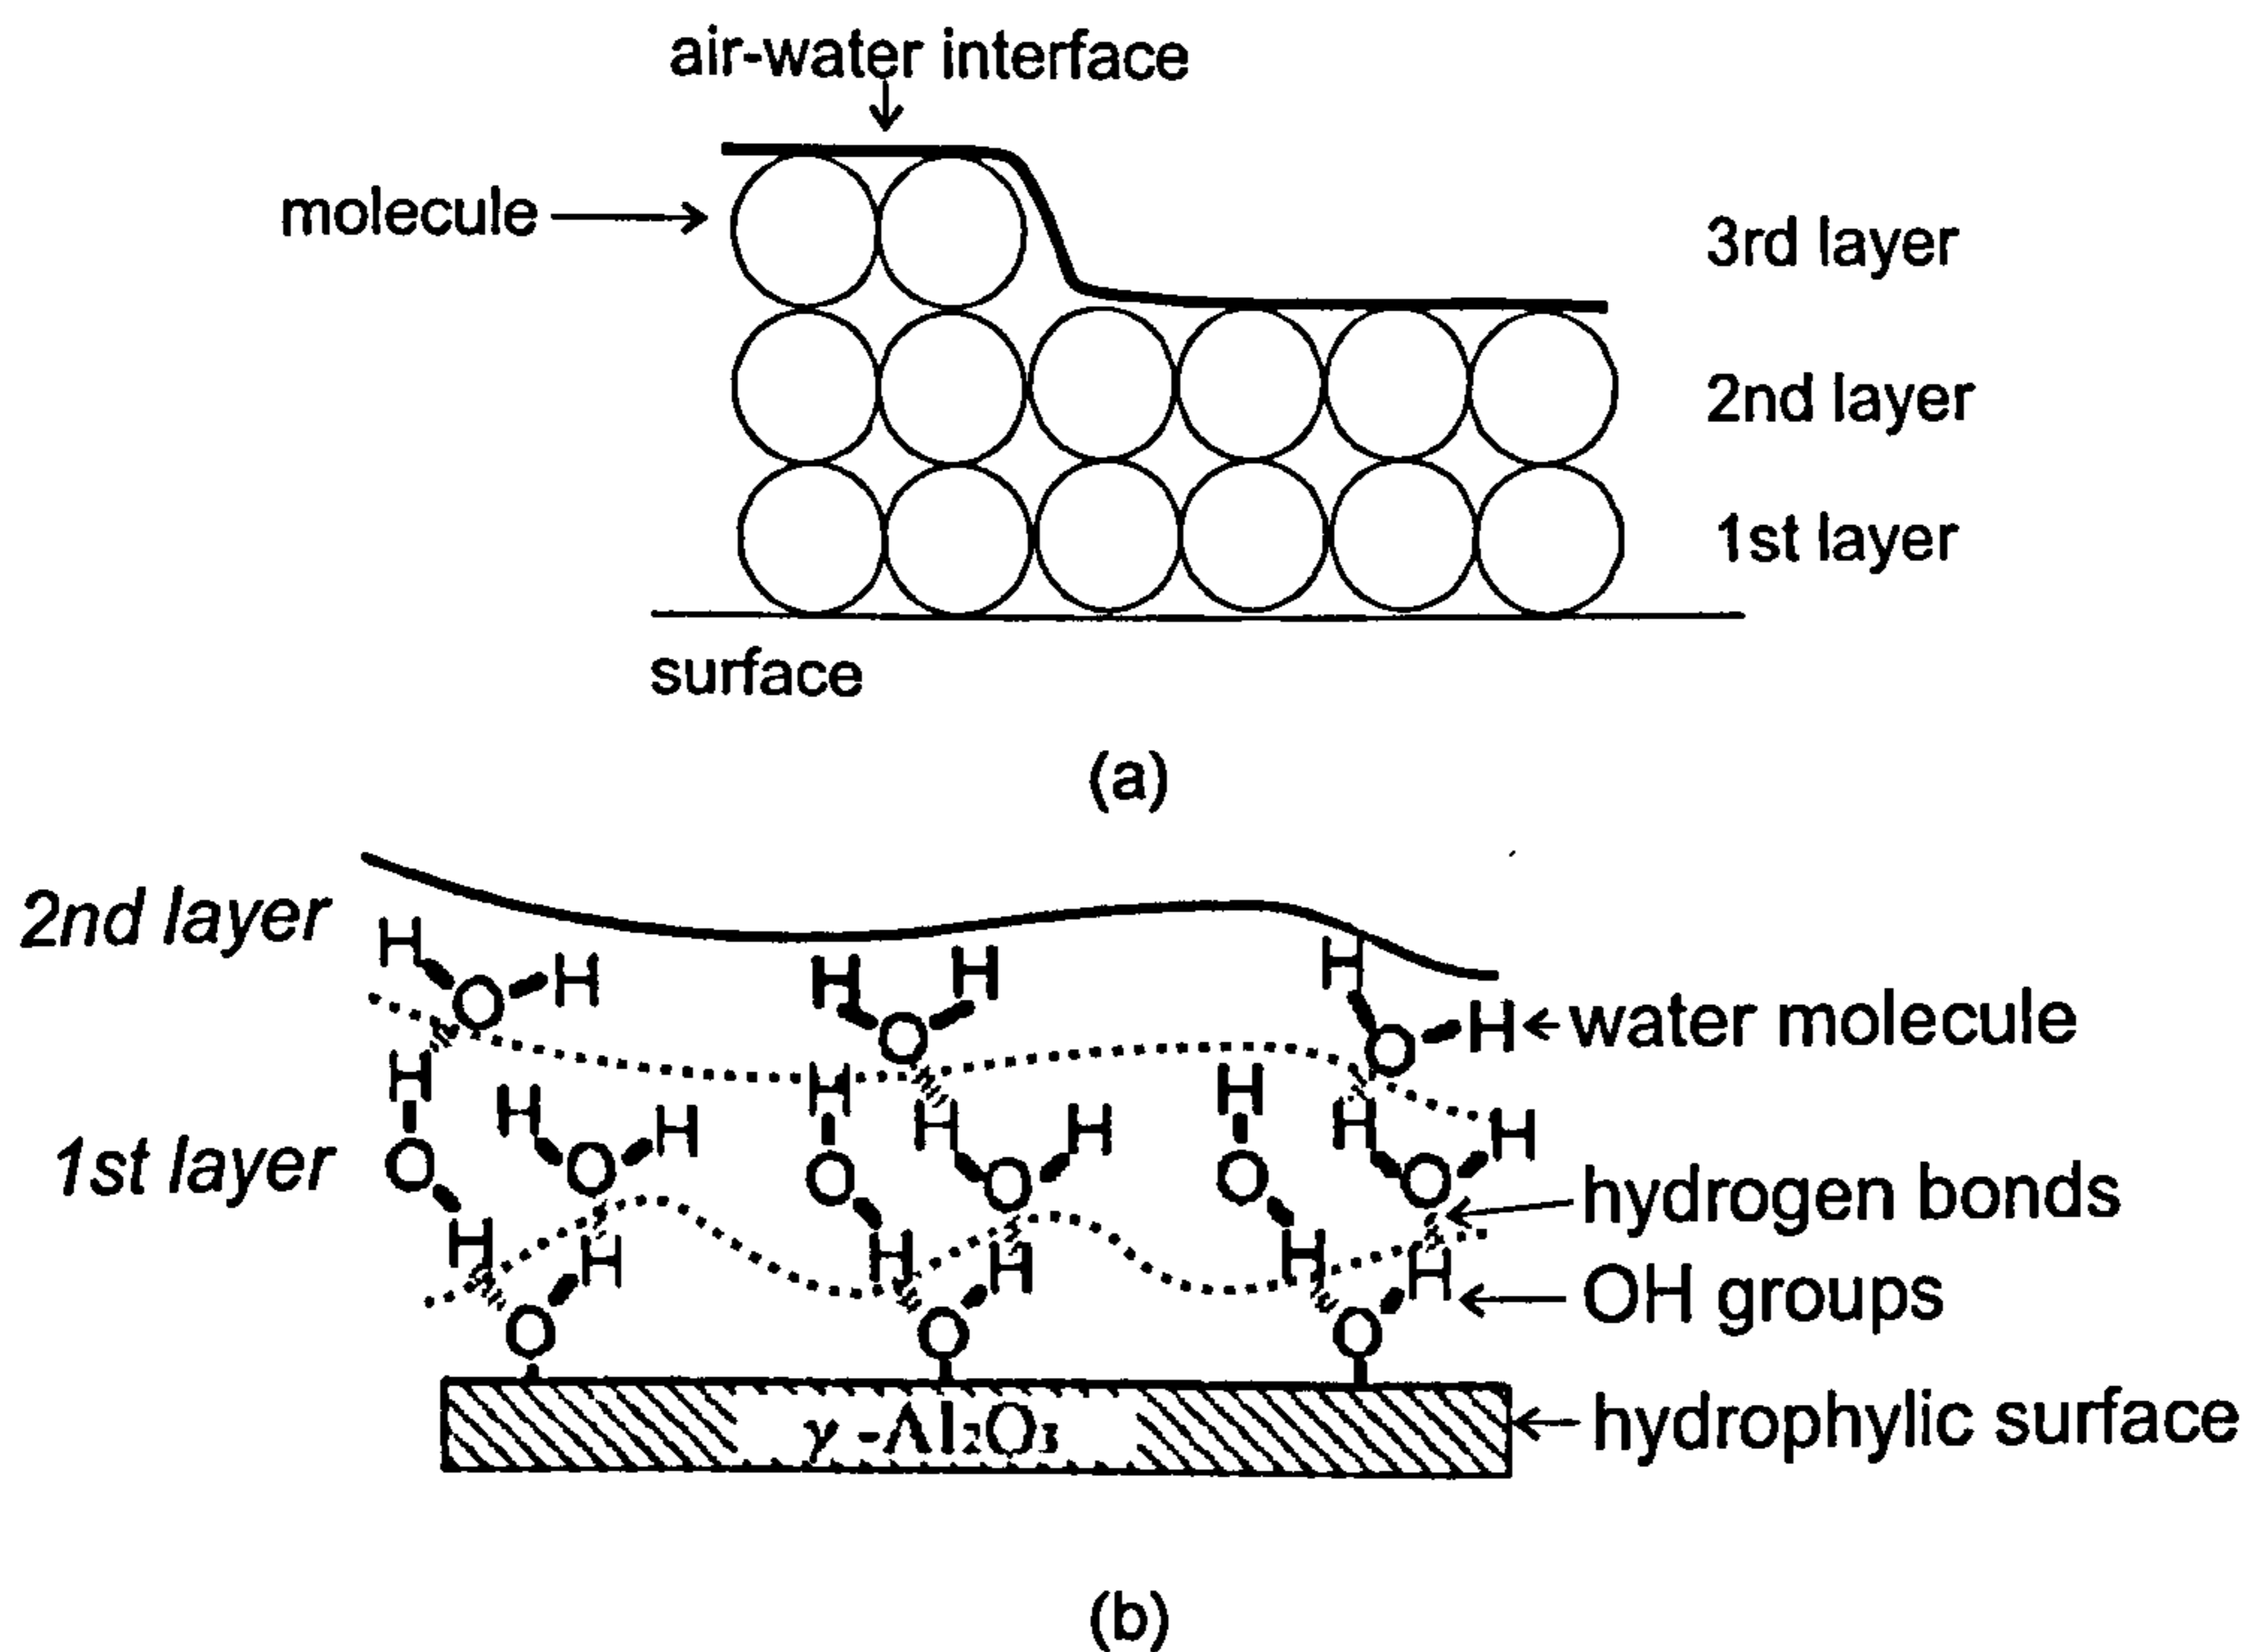 air-water interface
molecule
3rd layer
2nd layer
1st layer
surface
(a)
2nd layer
H
H
O
H
H
O
H
H
O
H
water molecule
H
H
H
1st layer
O
H
O
H
O
H
H
O
H
O
H
H
O
H
hydrogen bonds
H
H
O
H
H
O
H
H
O
OH groups
γ-Al₂O₃
hydrophylic surface
(b)